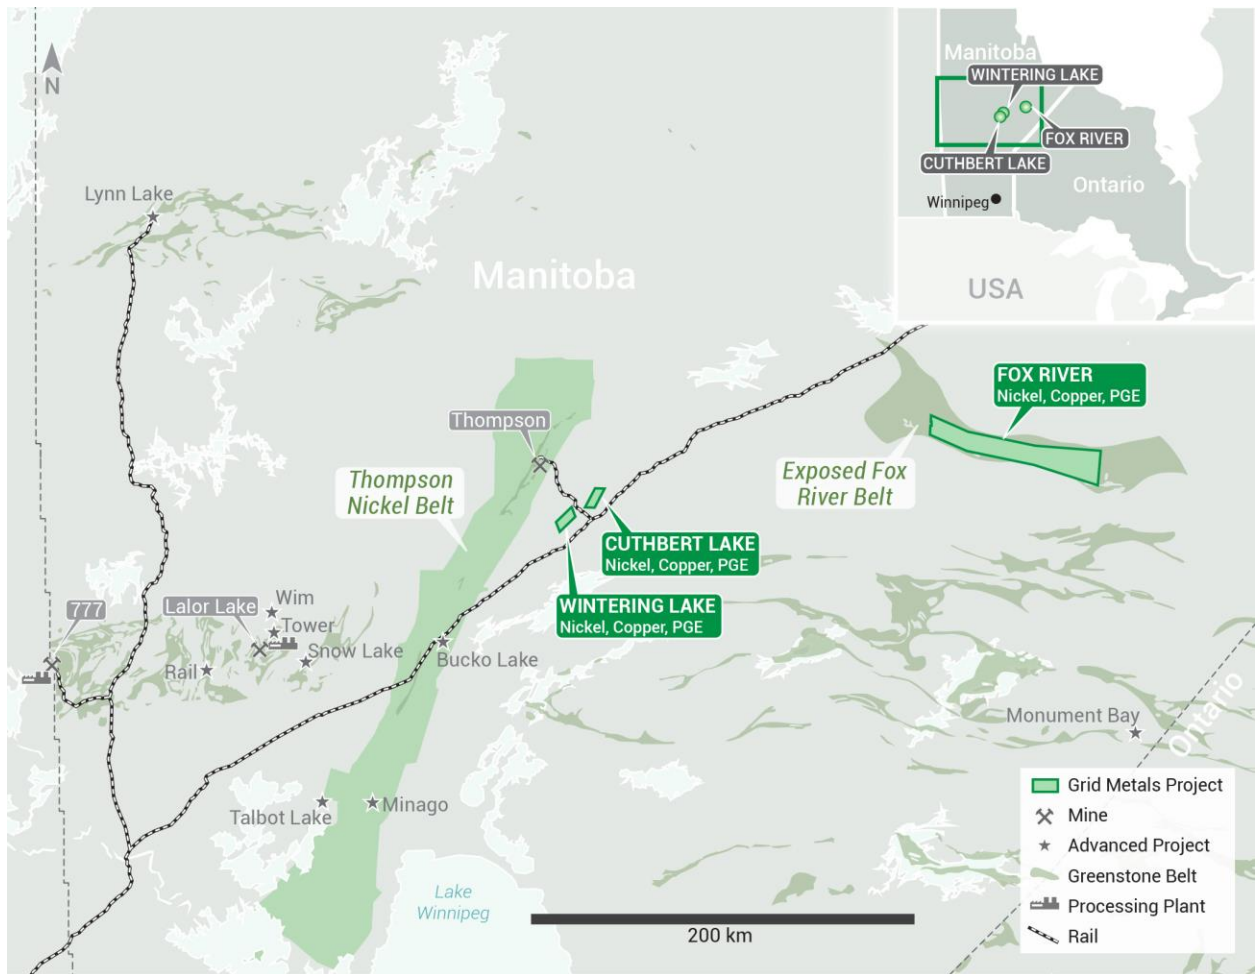 N
Lynn Lake
Manitoba
Manitoba
WINTERING LAKE
FOX RIVER
CUTHBERT LAKE
Ontario
Winnipeg
USA
FOX RIVER
Nickel, Copper, PGE
Thompson
Thompson
Nickel Belt
Exposed Fox
River Belt
CUTHBERT LAKE
Nickel, Copper, PGE
WINTERING LAKE
Nickel, Copper, PGE
777
Lalor Lake
Wim
Tower
Snow Lake
Rail
Bucko Lake
Monument Bay
Ontario
Talbot Lake
Minago
Lake
Winnipeg
200 km
Grid Metals Project
Mine
Advanced Project
Greenstone Belt
Processing Plant
Rail